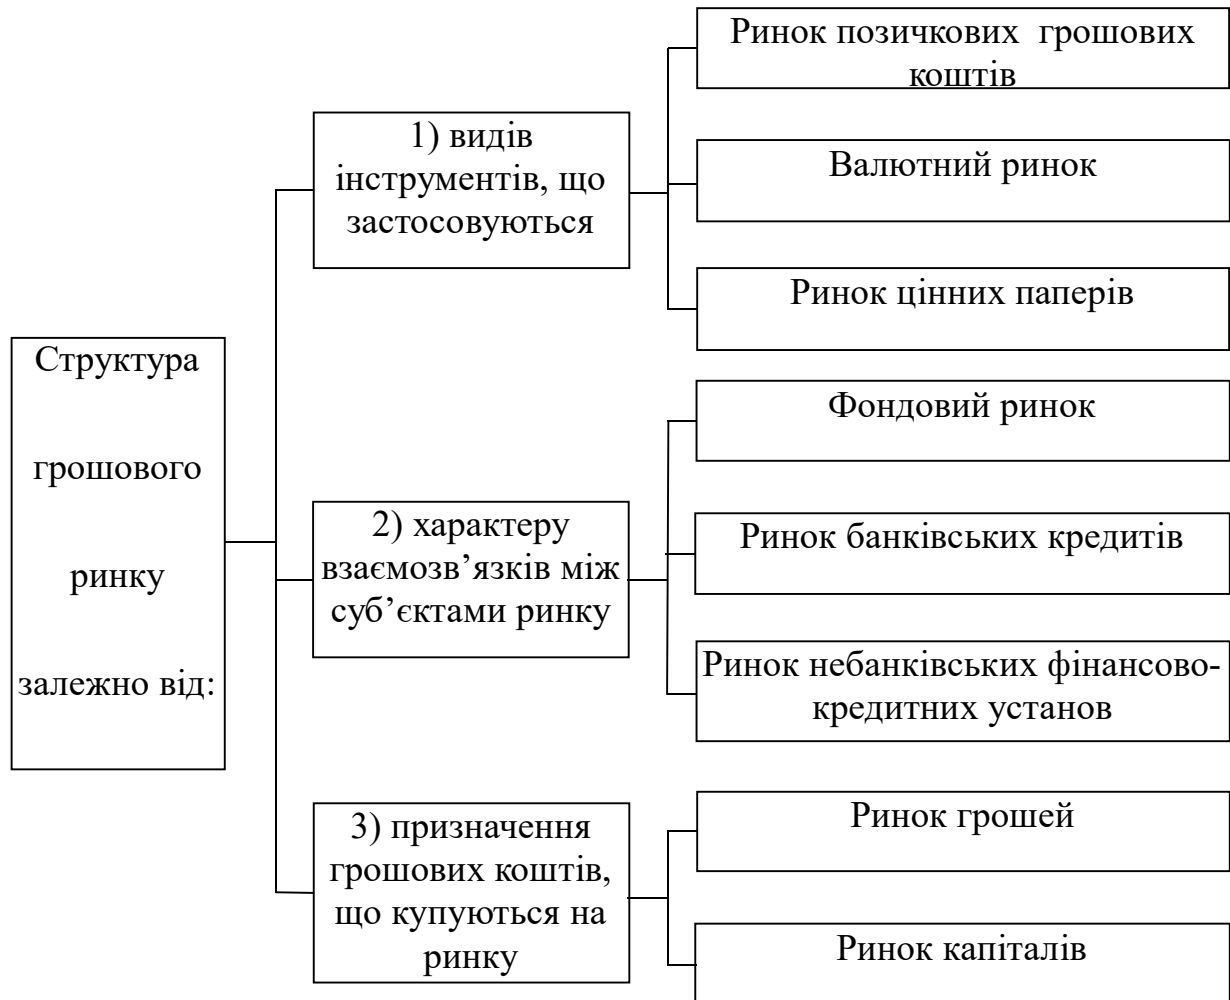 Структура
грошового
ринку
залежно від:
1) видів
інструментів, що
застосовуються
Ринок позичкових грошових
коштів
Валютний ринок
Ринок цінних паперів
2) характеру
взаємозв’язків між
суб’єктами ринку
Фондовий ринок
Ринок банківських кредитів
Ринок небанківських фінансово-
кредитних установ
3) призначення
грошових коштів,
що купуються на
ринку
Ринок грошей
Ринок капіталів